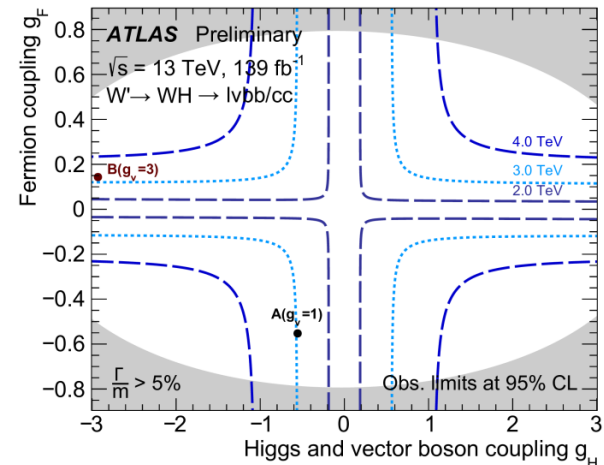 ATLAS Preliminary
√s = 13 TeV, 139 fb⁻¹
W'→ WH → lνbb/cc
4.0 TeV
3.0 TeV
2.0 TeV
B(gᵥ=3)
A(gᵥ=1)
Γ/m > 5%
Obs. limits at 95% CL
Fermion coupling g_F
0.8
0.6
0.4
0.2
0
−0.2
−0.4
−0.6
−0.8
−3 −2 −1 0 1 2 3
Higgs and vector boson coupling g_H